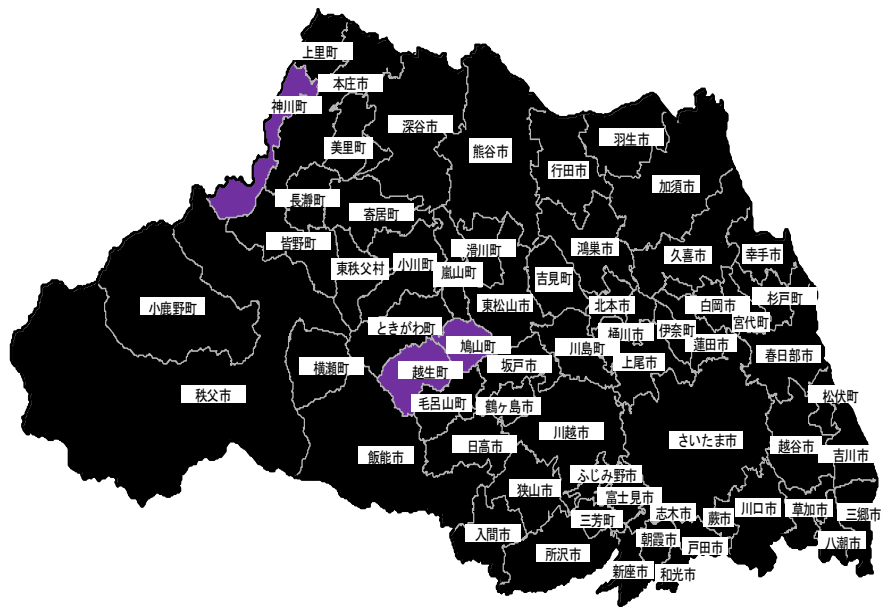 上里町
本庄市
神川町
深谷市
美里町
熊谷市
羽生市
行田市
加須市
長瀞町
寄居町
皆野町
滑川町
鴻巣市
久喜市
幸手市
東秩父村
小川町
嵐山町
吉見町
小鹿野町
東松山市
北本市
白岡市
杉戸町
ときがわ町
桶川市
伊奈町
宮代町
鳩山町
川島町
蓮田市
春日部市
横瀬町
越生町
坂戸市
上尾市
秩父市
毛呂山町
鶴ヶ島市
松伏町
川越市
さいたま市
日高市
越谷市
飯能市
吉川市
ふじみ野市
狭山市
富士見市
志木市
蕨市
川口市
草加市
三郷市
三芳町
入間市
朝霞市
戸田市
八潮市
所沢市
新座市
和光市